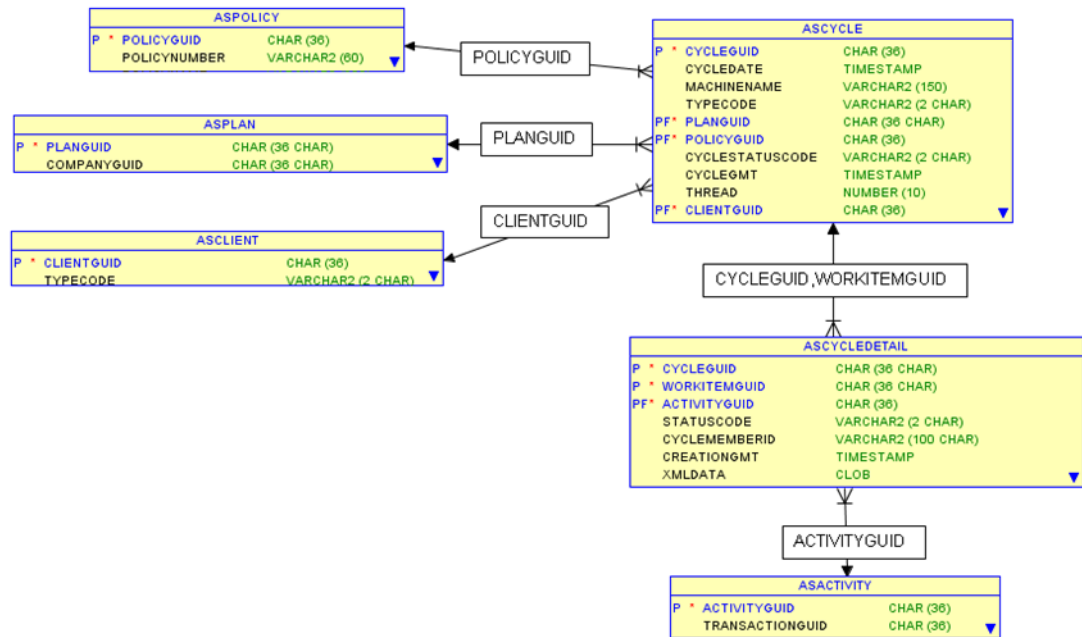 ASPOLICY
P * POLICYGUID CHAR (36)
POLICYNUMBER VARCHAR2 (60)
POLICYGUID
ASCYCLE
P * CYCLEGUID CHAR (36)
CYCLEDATE TIMESTAMP
MACHINENAME VARCHAR2 (150)
TYPECODE VARCHAR2 (2 CHAR)
PF* PLANGUID CHAR (36 CHAR)
PF* POLICYGUID CHAR (36)
CYCLESTATUSCODE VARCHAR2 (2 CHAR)
CYCLEGMT TIMESTAMP
THREAD NUMBER (10)
PF* CLIENTGUID CHAR (36)
ASPLAN
P * PLANGUID CHAR (36 CHAR)
COMPANYGUID CHAR (36 CHAR)
PLANGUID
CLIENTGUID
ASCLIENT
P * CLIENTGUID CHAR (36)
TYPECODE VARCHAR2 (2 CHAR)
CYCLEGUID,WORKITEMGUID
ASCYCLEDETAIL
P * CYCLEGUID CHAR (36 CHAR)
P * WORKITEMGUID CHAR (36 CHAR)
PF* ACTIVITYGUID CHAR (36)
STATUSCODE VARCHAR2 (2 CHAR)
CYCLEMEMBERID VARCHAR2 (100 CHAR)
CREATIONGMT TIMESTAMP
XMLDATA CLOB
ACTIVITYGUID
ASACTIVITY
P * ACTIVITYGUID CHAR (36)
TRANSACTIONGUID CHAR (36)